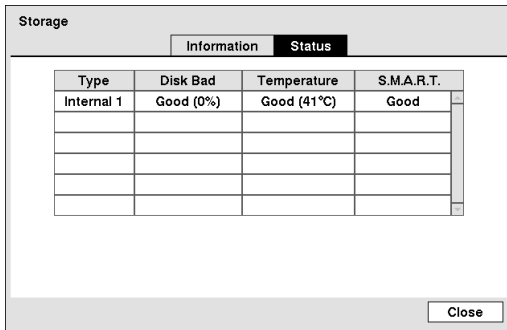 Storage
Information Status
Type Disk Bad Temperature S.M.A.R.T.
Internal 1 Good (0%) Good (41°C) Good
Close